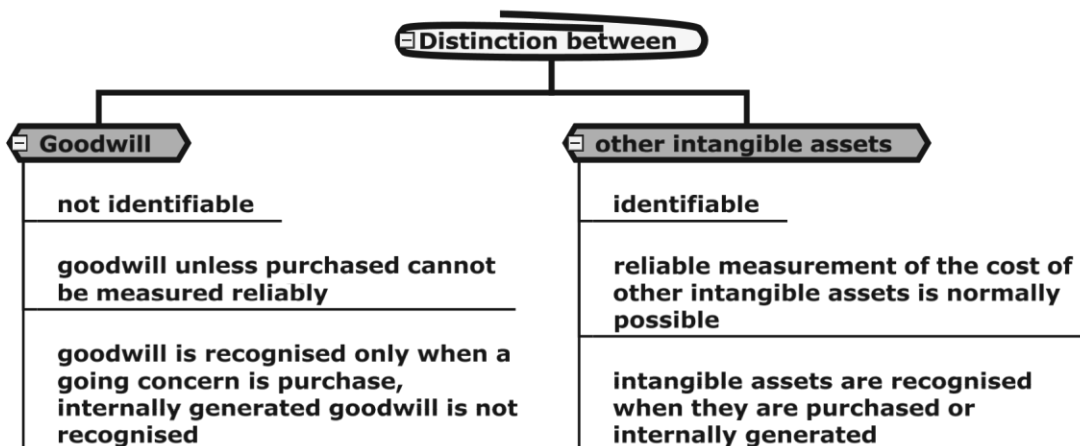 Distinction between
Goodwill
not identifiable
goodwill unless purchased cannot
be measured reliably
goodwill is recognised only when a
going concern is purchase,
internally generated goodwill is not
recognised
other intangible assets
identifiable
reliable measurement of the cost of
other intangible assets is normally
possible
intangible assets are recognised
when they are purchased or
internally generated